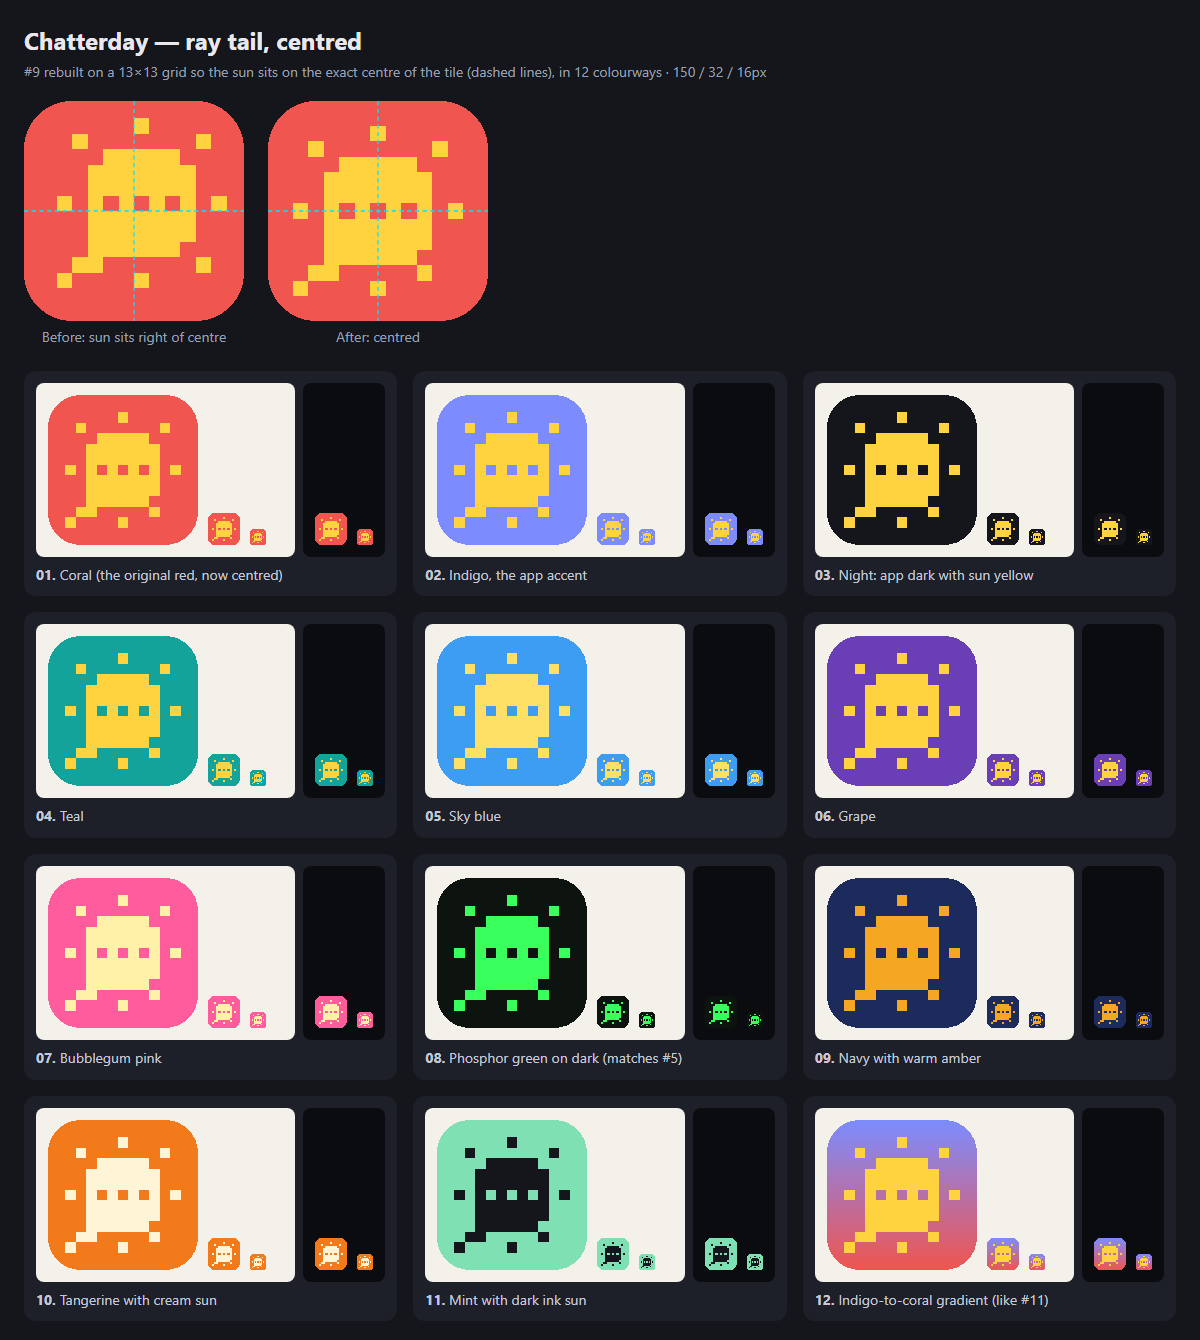 Chatterday — ray tail, centred
#9 rebuilt on a 13×13 grid so the sun sits on the exact centre of the tile (dashed lines), in 12 colourways · 150 / 32 / 16px
Before: sun sits right of centre
After: centred
01. Coral (the original red, now centred)
02. Indigo, the app accent
03. Night: app dark with sun yellow
04. Teal
05. Sky blue
06. Grape
07. Bubblegum pink
08. Phosphor green on dark (matches #5)
09. Navy with warm amber
10. Tangerine with cream sun
11. Mint with dark ink sun
12. Indigo-to-coral gradient (like #11)